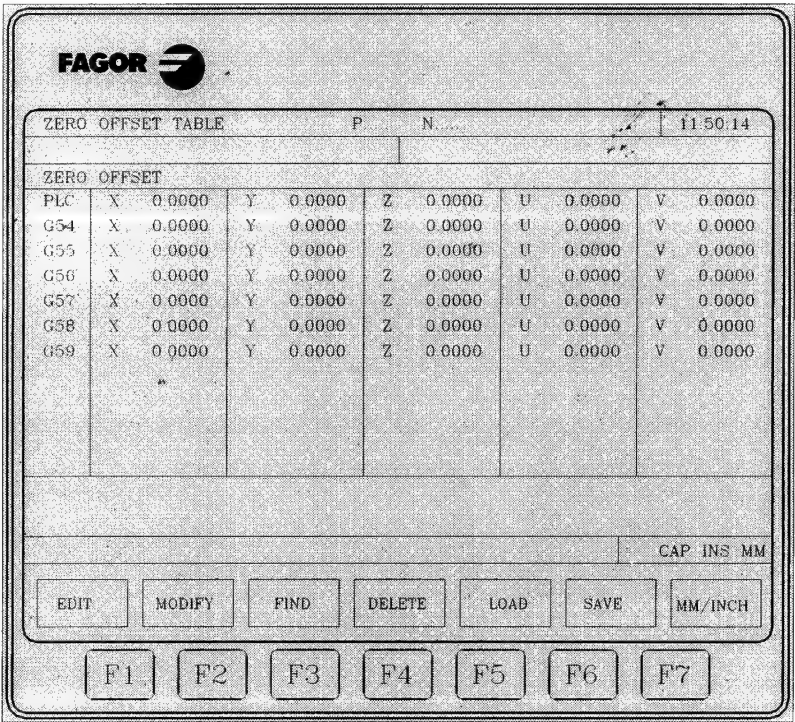 FAGOR
ZERO OFFSET TABLE P..... N..... 11:50:14
ZERO OFFSET
PLC X 0.0000 Y 0.0000 Z 0.0000 U 0.0000 V 0.0000
G54 X 0.0000 Y 0.0000 Z 0.0000 U 0.0000 V 0.0000
G55 X 0.0000 Y 0.0000 Z 0.0000 U 0.0000 V 0.0000
G56 X 0.0000 Y 0.0000 Z 0.0000 U 0.0000 V 0.0000
G57 X 0.0000 Y 0.0000 Z 0.0000 U 0.0000 V 0.0000
G58 X 0.0000 Y 0.0000 Z 0.0000 U 0.0000 V 0.0000
G59 X 0.0000 Y 0.0000 Z 0.0000 U 0.0000 V 0.0000
CAP INS MM
EDIT MODIFY FIND DELETE LOAD SAVE MM/INCH
F1 F2 F3 F4 F5 F6 F7